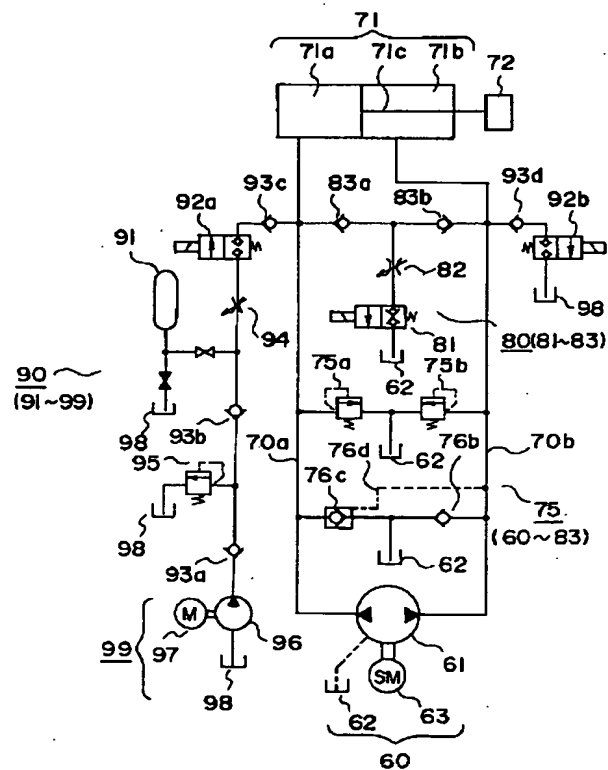 71
71a 71c 71b 72
93c 83a 83b 93d
92a 92b
91
94 82 98
81 80(81~83)
62
90
(91~99)
75a 75b
98 93b
95 70a 76d 62 76b 70b
76c
98 75
(60~83)
93a 62
99 M 96 61
97 SM
98 62 63
60